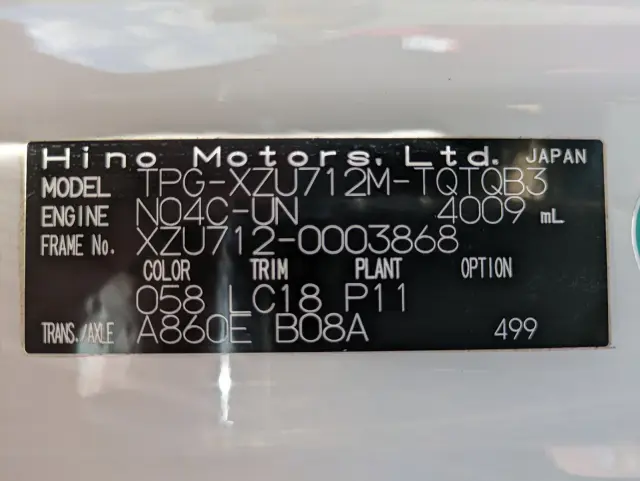 Hino Motors, Ltd. JAPAN
MODEL TPG-XZU712M-TQTQB3
ENGINE N04C-UN 4009 mL
FRAME No. XZU712-0003868
COLOR TRIM PLANT OPTION
058 LC18 P11
TRANS./AXLE A860E B08A 499